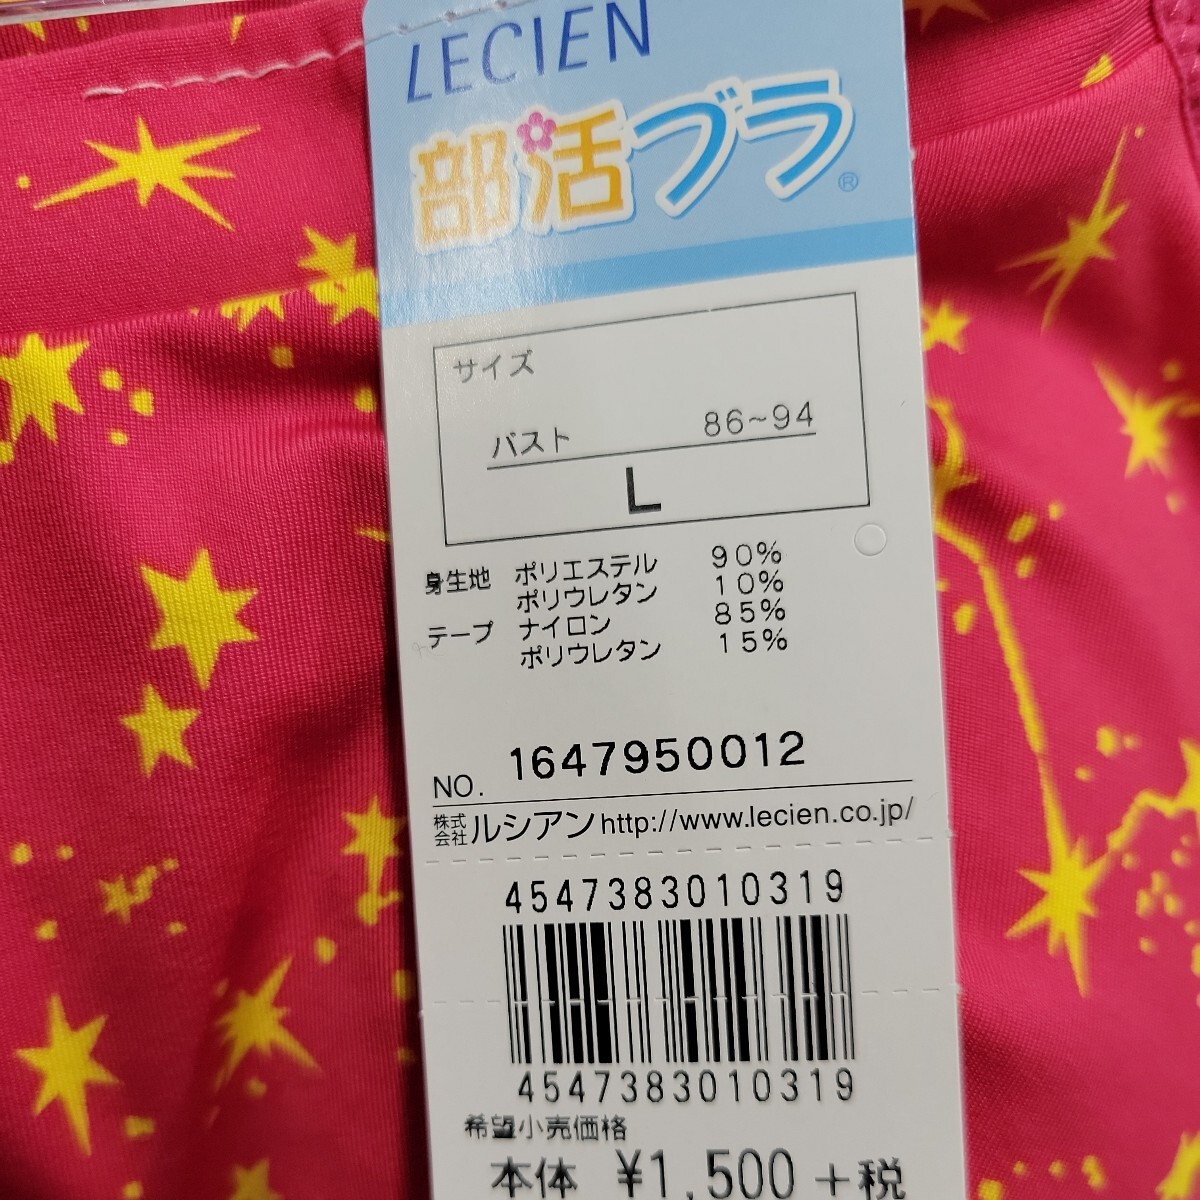 LECIEN
部活ブラ®
サイズ
バスト 86~94
L
身生地 ポリエステル 90%
ポリウレタン 10%
テープ ナイロン 85%
ポリウレタン 15%
NO. 1647950012
株式会社ルシアン http://www.lecien.co.jp/
4547383010319
4547383010319
希望小売価格
本体 ¥1,500+税